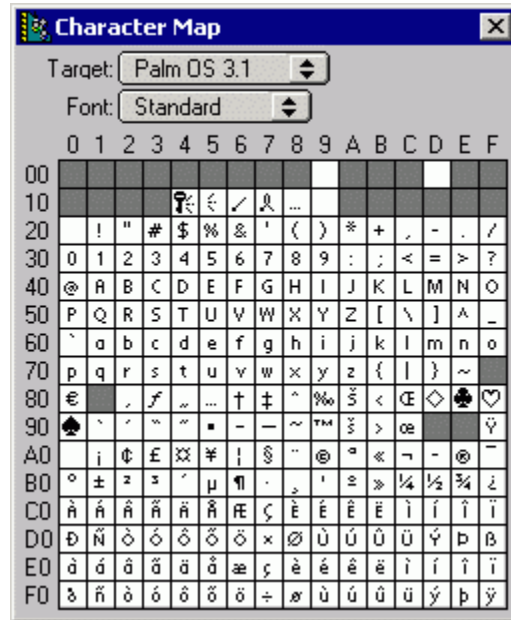 Character Map
Target: Palm OS 3.1
Font: Standard
0 1 2 3 4 5 6 7 8 9 A B C D E F
00
10 …
20 ! " # $ % & ' ( ) * + , - . /
30 0 1 2 3 4 5 6 7 8 9 : ; < = > ?
40 @ A B C D E F G H I J K L M N O
50 P Q R S T U V W X Y Z [ \ ] ^ _
60 ` a b c d e f g h i j k l m n o
70 p q r s t u v w x y z { | } ~
80 € ‚ ƒ „ … † ‡ ˆ ‰ Š ‹ Œ ♢ ♣ ♡
90 ♠ ‘ ’ “ ” • – — ˜ ™ š › œ Ÿ
A0 ¡ ¢ £ ¤ ¥ ¦ § ¨ © ª « ¬ - ® ¯
B0 ° ± ² ³ ´ µ ¶ · ¸ ¹ º » ¼ ½ ¾ ¿
C0 À Á Â Ã Ä Å Æ Ç È É Ê Ë Ì Í Î Ï
D0 Ð Ñ Ò Ó Ô Õ Ö × Ø Ù Ú Û Ü Ý Þ ß
E0 à á â ã ä å æ ç è é ê ë ì í î ï
F0 ð ñ ò ó ô õ ö ÷ ø ù ú û ü ý þ ÿ